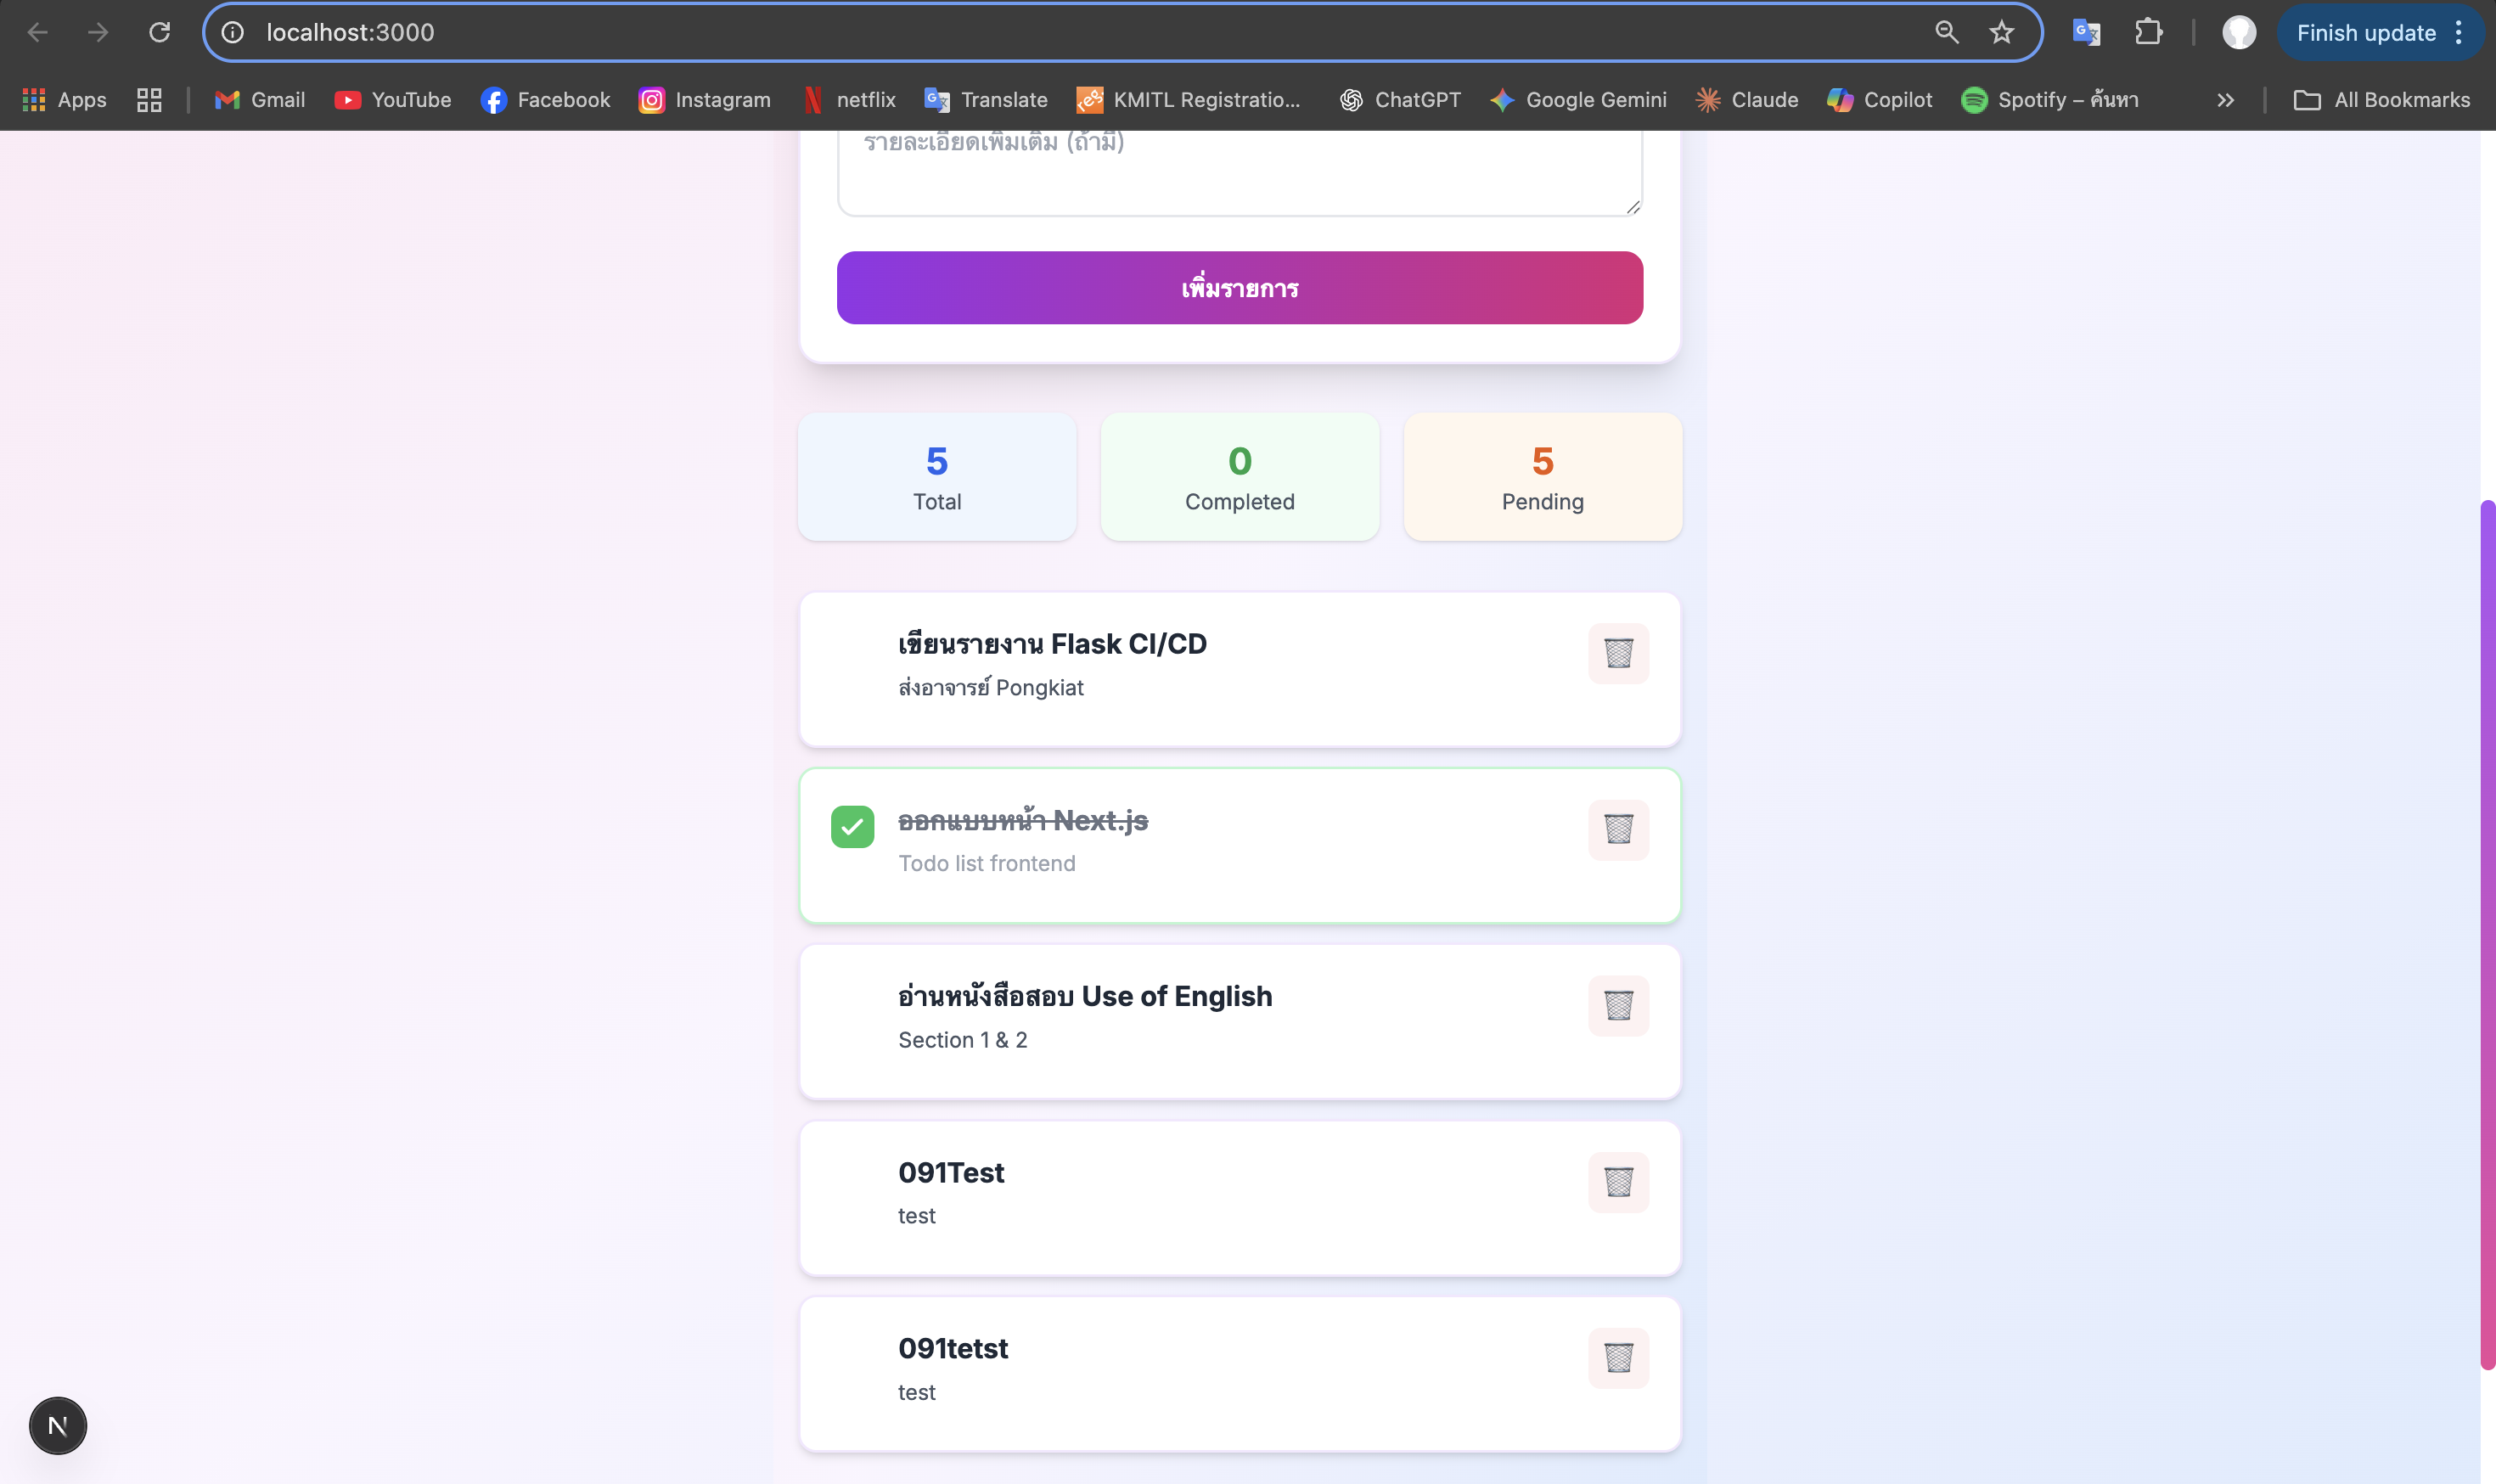 localhost:3000
Finish update
Apps
Gmail
YouTube
Facebook
Instagram
netflix
Translate
KMITL Registratio...
ChatGPT
Google Gemini
Claude
Copilot
Spotify – ค้นหา
All Bookmarks
รายละเอียดเพิ่มเติม (ถ้ามี)
เพิ่มรายการ
5
Total
0
Completed
5
Pending
เขียนรายงาน Flask CI/CD
ส่งอาจารย์ Pongkiat
ออกแบบหน้า Next.js
Todo list frontend
อ่านหนังสือสอบ Use of English
Section 1 & 2
091Test
test
091tetst
test
N